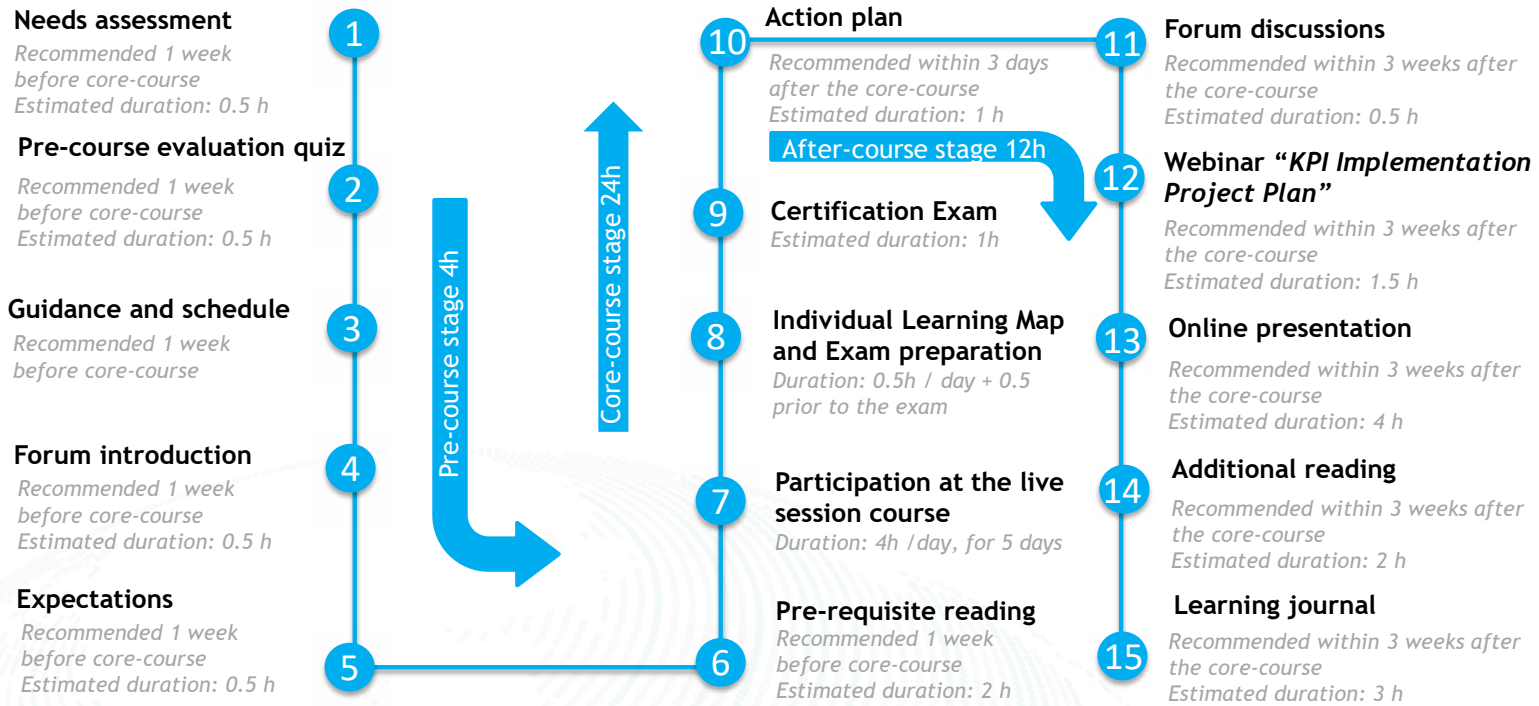 Needs assessment
1
Recommended 1 week
before core-course
Estimated duration: 0.5 h
Pre-course evaluation quiz
2
Recommended 1 week
before core-course
Estimated duration: 0.5 h
Guidance and schedule
3
Recommended 1 week
before core-course
Forum introduction
4
Recommended 1 week
before core-course
Estimated duration: 0.5 h
Expectations
5
Recommended 1 week
before core-course
Estimated duration: 0.5 h
Pre-course stage 4h
Core-course stage 24h
6
Pre-requisite reading
Recommended 1 week
before core-course
Estimated duration: 2 h
7
Participation at the live
session course
Duration: 4h /day, for 5 days
8
Individual Learning Map
and Exam preparation
Duration: 0.5h / day + 0.5
prior to the exam
9
Certification Exam
Estimated duration: 1h
10
Action plan
Recommended within 3 days
after the core-course
Estimated duration: 1 h
After-course stage 12h
11
Forum discussions
Recommended within 3 weeks after
the core-course
Estimated duration: 0.5 h
12
Webinar “KPI Implementation
Project Plan”
Recommended within 3 weeks after
the core-course
Estimated duration: 1.5 h
13
Online presentation
Recommended within 3 weeks after
the core-course
Estimated duration: 4 h
14
Additional reading
Recommended within 3 weeks after
the core-course
Estimated duration: 2 h
15
Learning journal
Recommended within 3 weeks after
the core-course
Estimated duration: 3 h